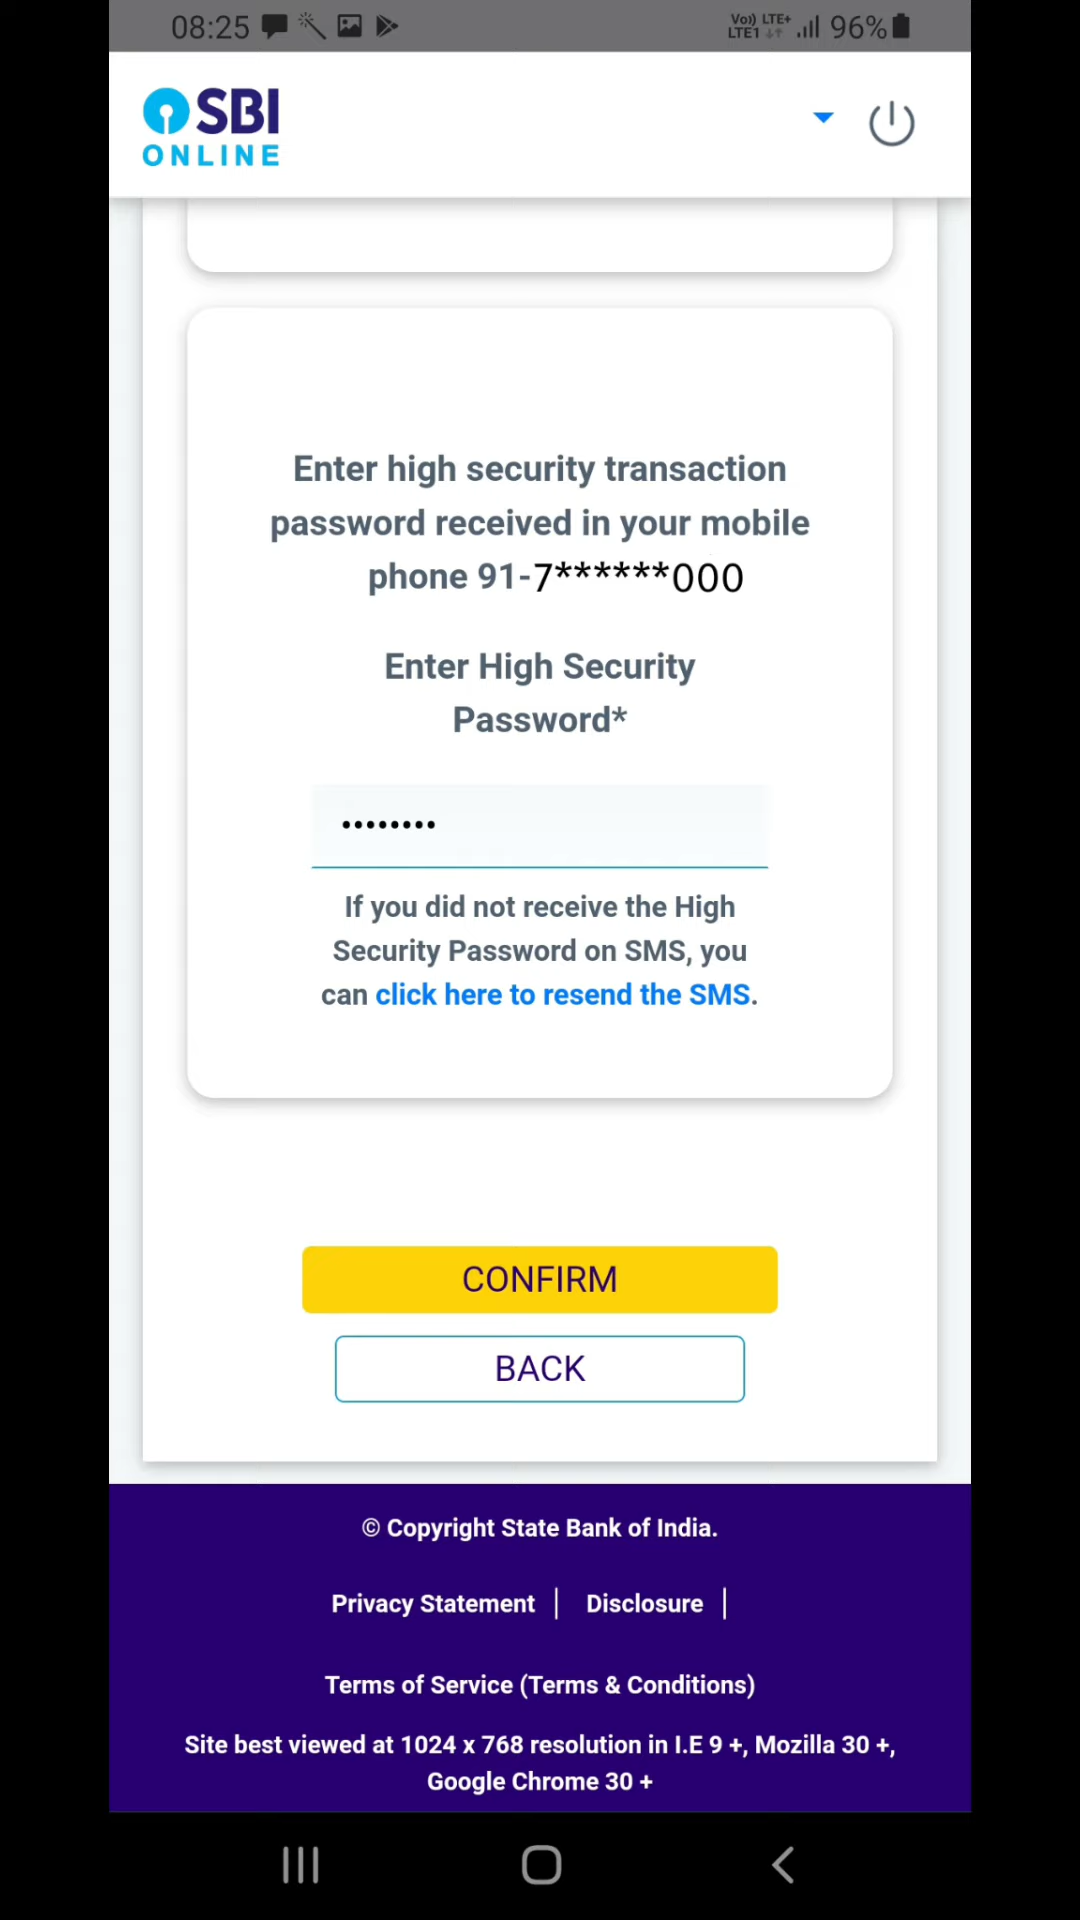 08:25
Vo)) LTE+
LTE1
96%
SBI
ONLINE
Enter high security transaction
password received in your mobile
phone 91-7******000
Enter High Security
Password*
••••••••
If you did not receive the High
Security Password on SMS, you
can click here to resend the SMS.
CONFIRM
BACK
© Copyright State Bank of India.
Privacy Statement | Disclosure |
Terms of Service (Terms & Conditions)
Site best viewed at 1024 x 768 resolution in I.E 9 +, Mozilla 30 +,
Google Chrome 30 +